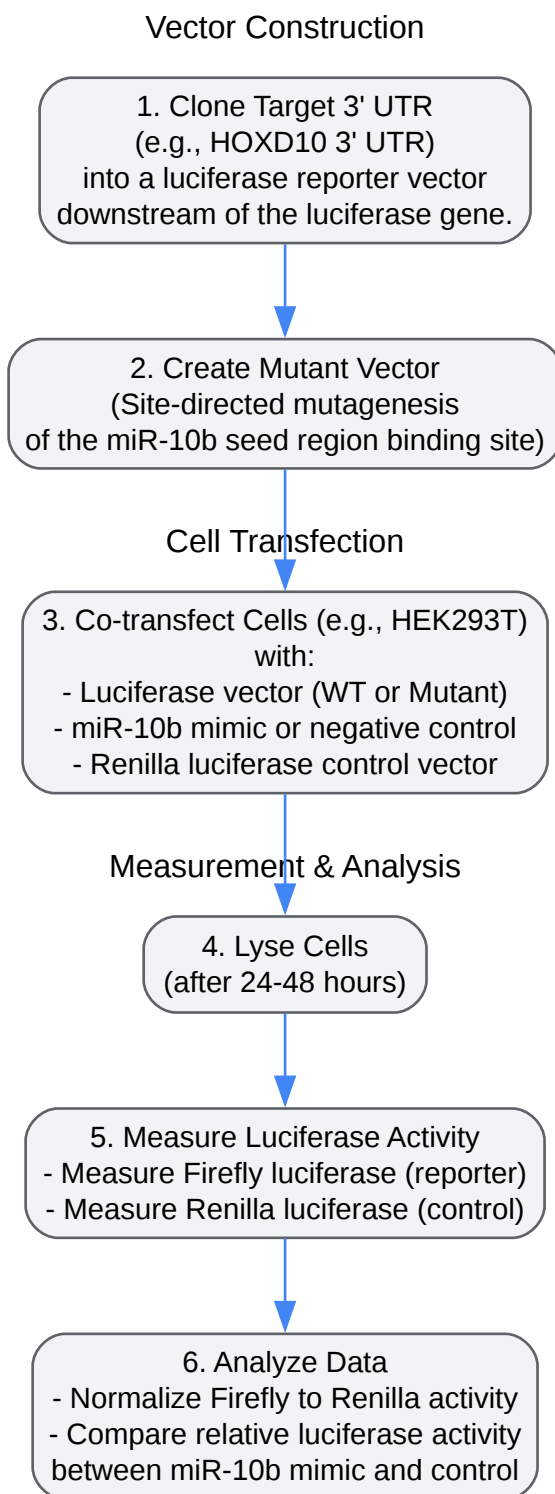 Vector Construction
1. Clone Target 3' UTR
(e.g., HOXD10 3' UTR)
into a luciferase reporter vector
downstream of the luciferase gene.
2. Create Mutant Vector
(Site-directed mutagenesis
of the miR-10b seed region binding site)
Cell Transfection
3. Co-transfect Cells (e.g., HEK293T)
with:
- Luciferase vector (WT or Mutant)
- miR-10b mimic or negative control
- Renilla luciferase control vector
Measurement & Analysis
4. Lyse Cells
(after 24-48 hours)
5. Measure Luciferase Activity
- Measure Firefly luciferase (reporter)
- Measure Renilla luciferase (control)
6. Analyze Data
- Normalize Firefly to Renilla activity
- Compare relative luciferase activity
between miR-10b mimic and control